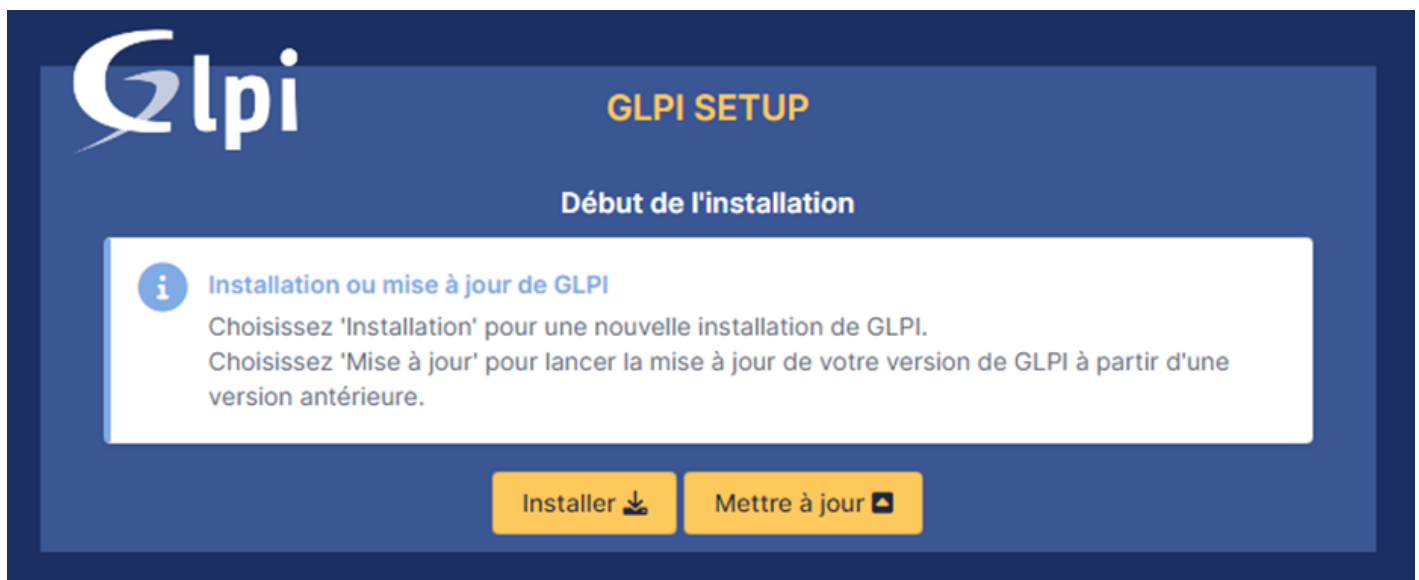 Glpi
GLPI SETUP
Début de l'installation
Installation ou mise à jour de GLPI
Choisissez 'Installation' pour une nouvelle installation de GLPI.
Choisissez 'Mise à jour' pour lancer la mise à jour de votre version de GLPI à partir d'une
version antérieure.
Installer
Mettre à jour